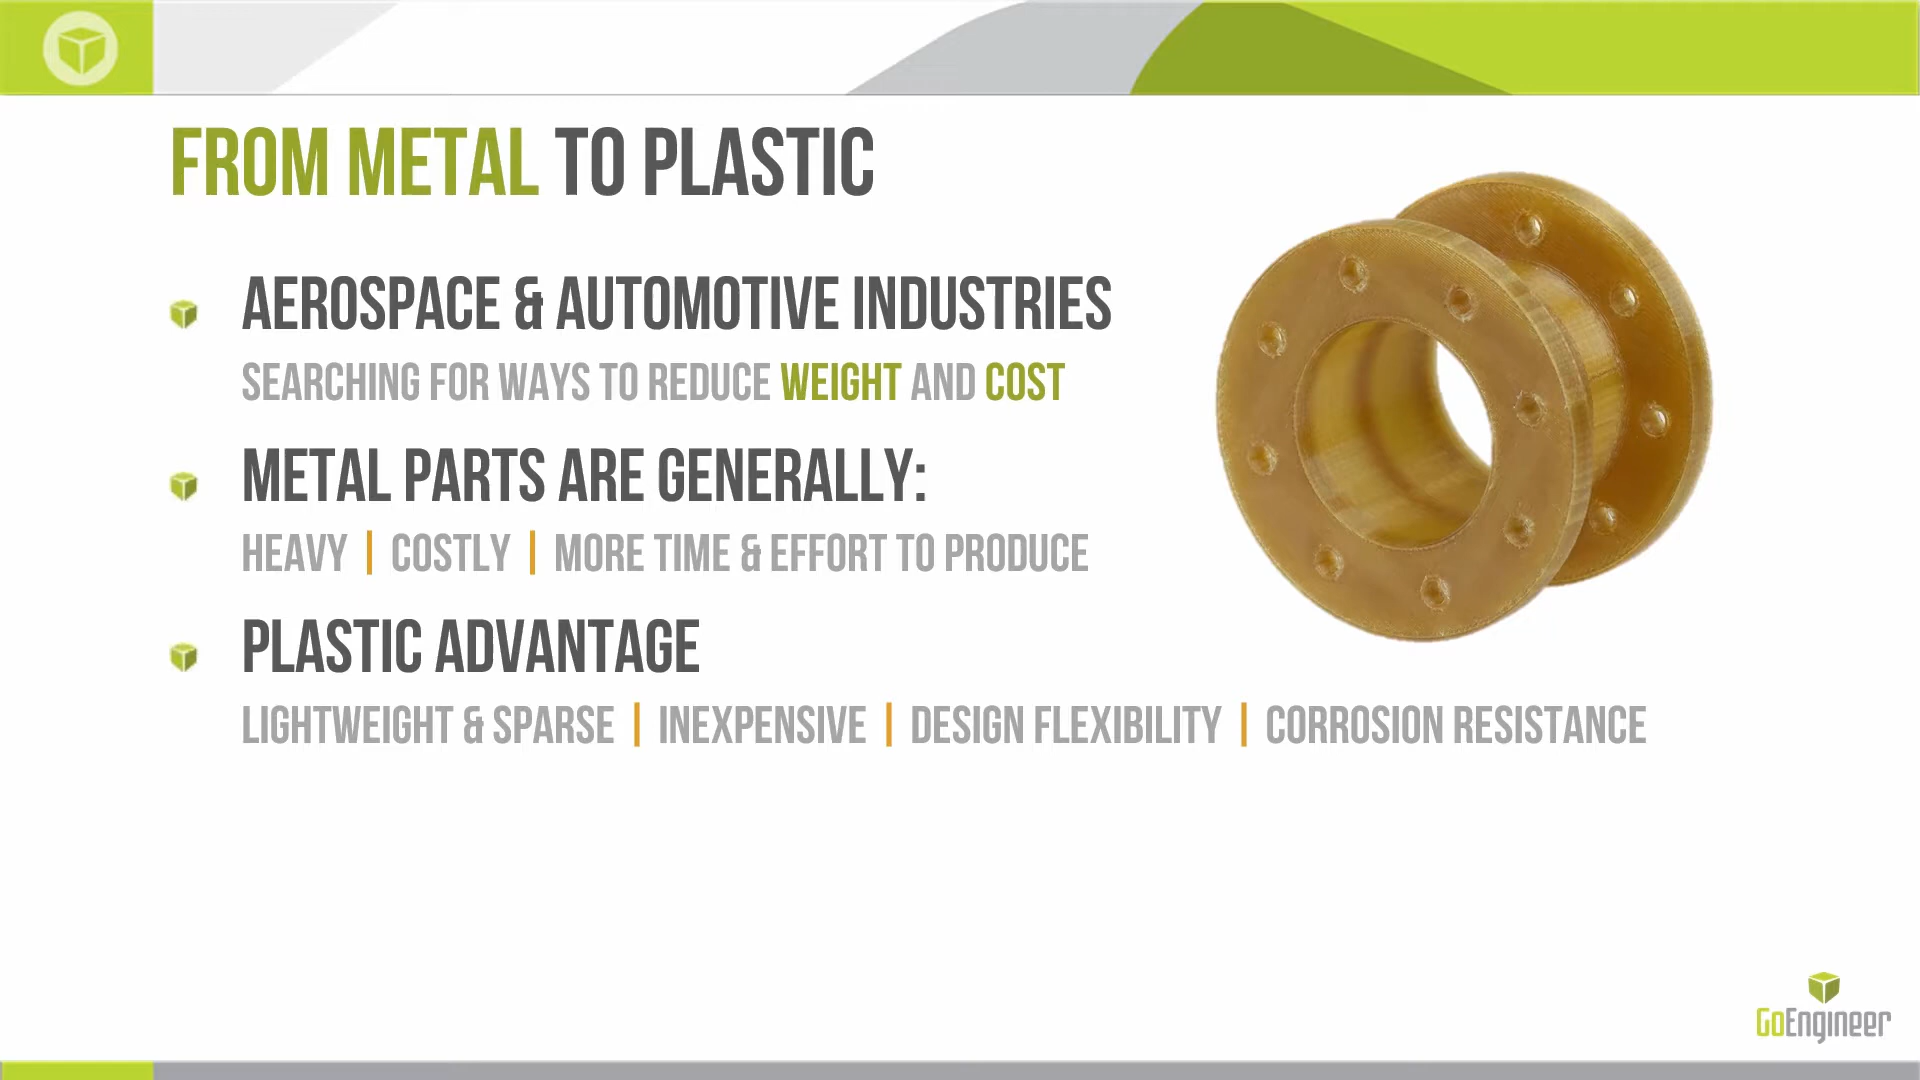 FROM METAL TO PLASTIC
AEROSPACE & AUTOMOTIVE INDUSTRIES
SEARCHING FOR WAYS TO REDUCE WEIGHT AND COST
METAL PARTS ARE GENERALLY:
HEAVY | COSTLY | MORE TIME & EFFORT TO PRODUCE
PLASTIC ADVANTAGE
LIGHTWEIGHT & SPARSE | INEXPENSIVE | DESIGN FLEXIBILITY | CORROSION RESISTANCE
GoEngineer